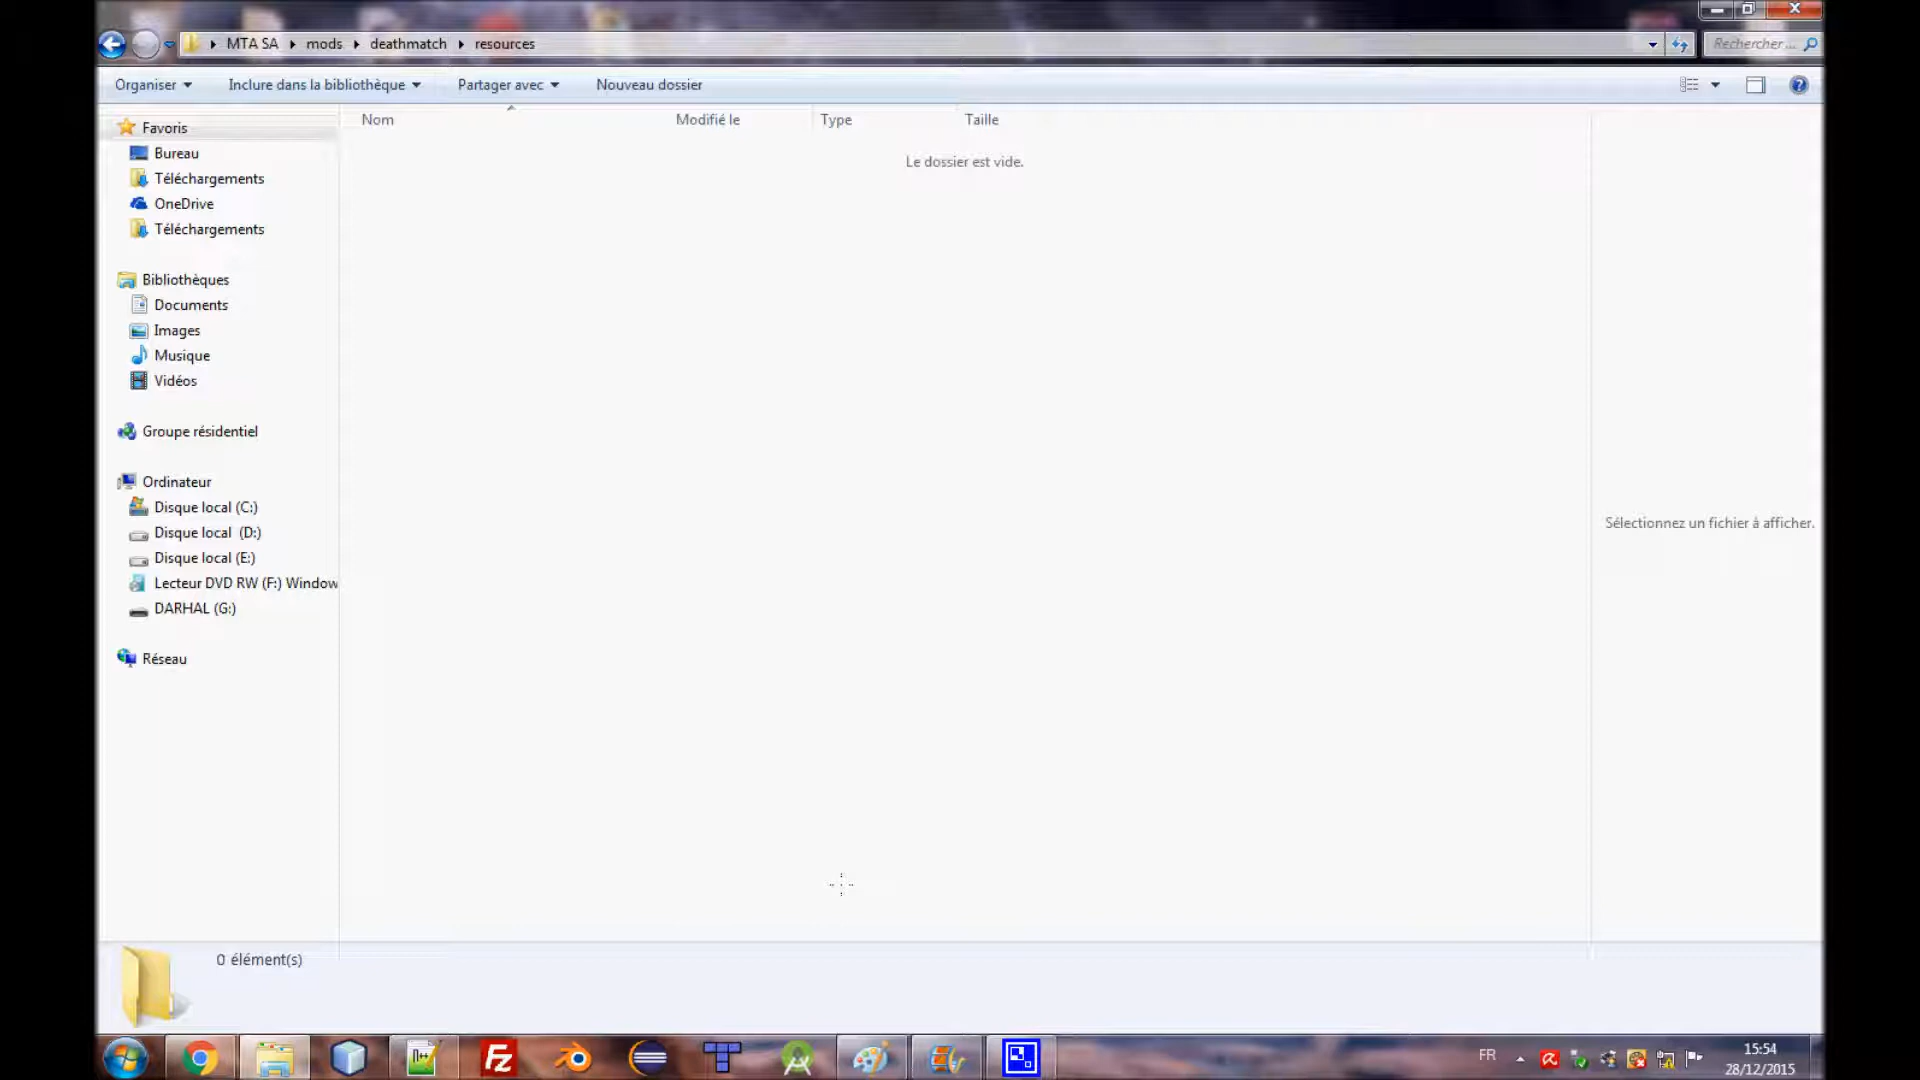 MTA SA mods deathmatch resources
Rechercher ...
Organiser Inclure dans la bibliothèque Partager avec Nouveau dossier
Nom Modifié le Type Taille
Le dossier est vide.
Favoris
Bureau
Téléchargements
OneDrive
Téléchargements
Bibliothèques
Documents
Images
Musique
Vidéos
Groupe résidentiel
Ordinateur
Disque local (C:)
Disque local (D:)
Disque local (E:)
Lecteur DVD RW (F:) Window
DARHAL (G:)
Réseau
Sélectionnez un fichier à afficher.
0 élément(s)
FR
15:54
28/12/2015